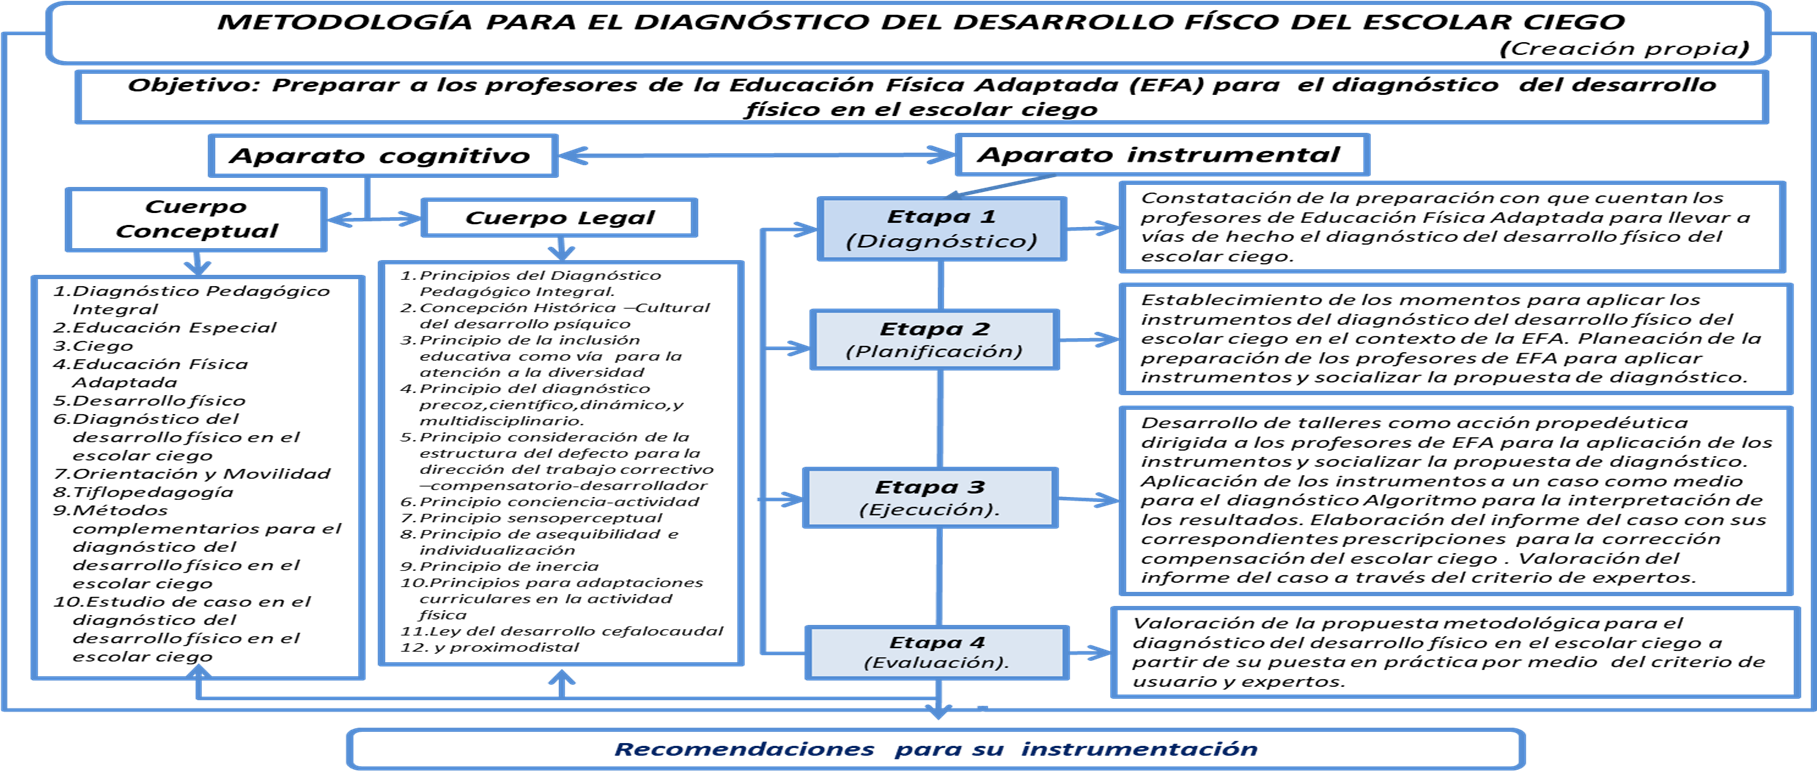 METODOLOGÍA PARA EL DIAGNÓSTICO DEL DESARROLLO FÍSCO DEL ESCOLAR CIEGO
(Creación propia)
Objetivo: Preparar a los profesores de la Educación Física Adaptada (EFA) para el diagnóstico del desarrollo
físico en el escolar ciego
Aparato cognitivo
Aparato instrumental
Cuerpo
Conceptual
Cuerpo Legal
1.Diagnóstico Pedagógico
Integral
2.Educación Especial
3.Ciego
4.Educación Física
Adaptada
5.Desarrollo físico
6.Diagnóstico del
desarrollo físico en el
escolar ciego
7.Orientación y Movilidad
8.Tiflopedagogía
9.Métodos
complementarios para el
diagnóstico del
desarrollo físico en el
escolar ciego
10.Estudio de caso en el
diagnóstico del
desarrollo físico en el
escolar ciego
1.Principios del Diagnóstico
Pedagógico Integral.
2.Concepción Histórica –Cultural
del desarrollo psíquico
3.Principio de la inclusión
educativa como vía para la
atención a la diversidad
4.Principio del diagnóstico
precoz,científico,dinámico,y
multidisciplinario.
5.Principio consideración de la
estructura del defecto para la
dirección del trabajo correctivo
–compensatorio-desarrollador
6.Principio conciencia-actividad
7.Principio sensoperceptual
8.Principio de asequibilidad e
individualización
9.Principio de inercia
10.Principios para adaptaciones
curriculares en la actividad
física
11.Ley del desarrollo cefalocaudal
12. y proximodistal
Etapa 1
(Diagnóstico)
Constatación de la preparación con que cuentan los
profesores de Educación Física Adaptada para llevar a
vías de hecho el diagnóstico del desarrollo físico del
escolar ciego.
Etapa 2
(Planificación)
Establecimiento de los momentos para aplicar los
instrumentos del diagnóstico del desarrollo físico del
escolar ciego en el contexto de la EFA. Planeación de la
preparación de los profesores de EFA para aplicar
instrumentos y socializar la propuesta de diagnóstico.
Etapa 3
(Ejecución).
Desarrollo de talleres como acción propedéutica
dirigida a los profesores de EFA para la aplicación de los
instrumentos y socializar la propuesta de diagnóstico.
Aplicación de los instrumentos a un caso como medio
para el diagnóstico Algoritmo para la interpretación de
los resultados. Elaboración del informe del caso con sus
correspondientes prescripciones para la corrección
compensación del escolar ciego . Valoración del
informe del caso a través del criterio de expertos.
Etapa 4
(Evaluación).
Valoración de la propuesta metodológica para el
diagnóstico del desarrollo físico en el escolar ciego a
partir de su puesta en práctica por medio del criterio de
usuario y expertos.
Recomendaciones para su instrumentación